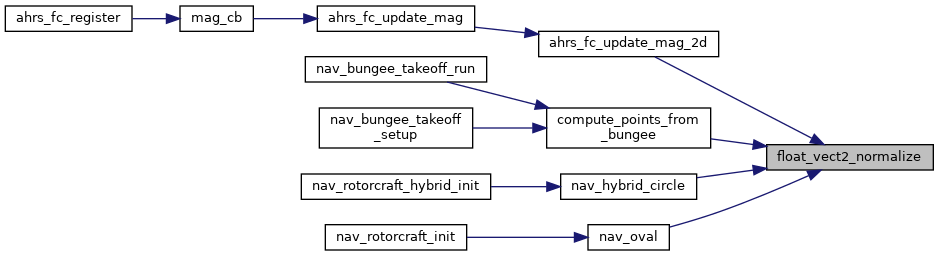 ahrs_fc_register
mag_cb
ahrs_fc_update_mag
ahrs_fc_update_mag_2d
nav_bungee_takeoff_run
nav_bungee_takeoff
_setup
compute_points_from
_bungee
float_vect2_normalize
nav_rotorcraft_hybrid_init
nav_hybrid_circle
nav_rotorcraft_init
nav_oval